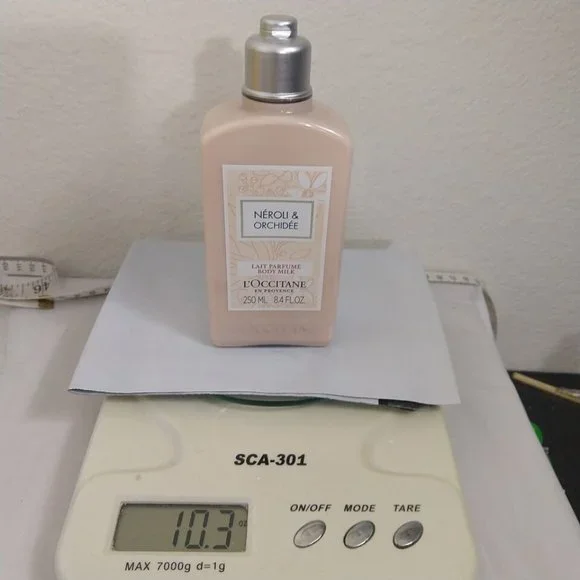 NÉROLI &
ORCHIDÉE
LAIT PARFUMÉ
BODY MILK
L'OCCITANE
EN PROVENCE
250 ML 8.4 FL.OZ.
SCA-301
ON/OFF MODE TARE
10.3 oz
MAX 7000g d=1g